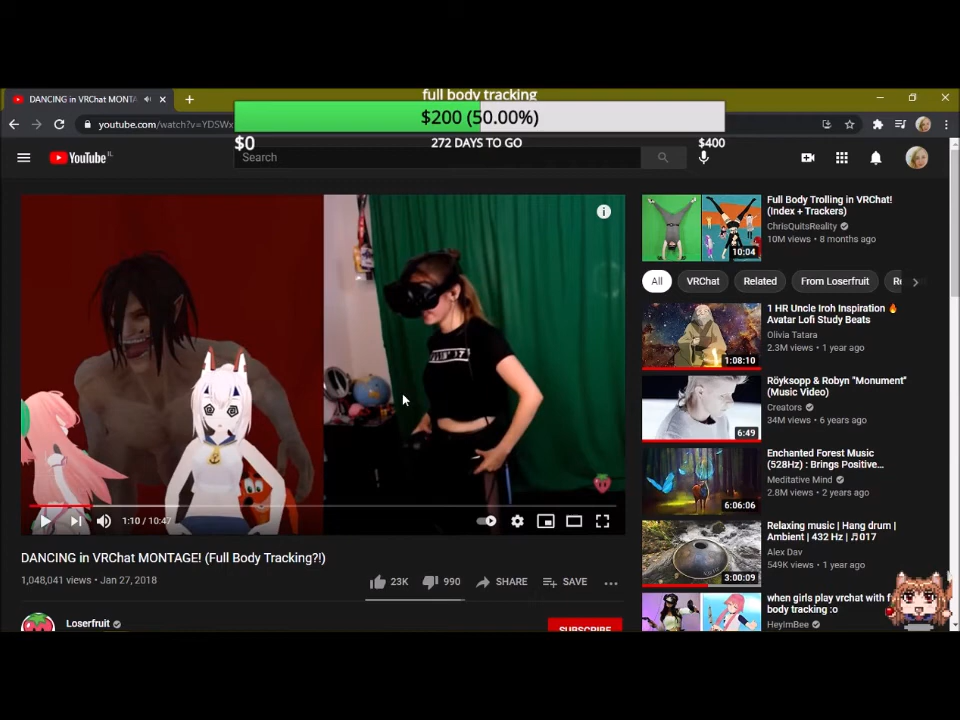 full body tracking
DANCING in VRChat MONTA
youtube.com/watch?v=YDSWx
$200 (50.00%)
$0
272 DAYS TO GO
$400
YouTube IL
Search
Full Body Trolling in VRChat!
(Index + Trackers)
ChrisQuitsReality
10M views • 8 months ago
10:04
All
VRChat
Related
From Loserfruit
Re
1 HR Uncle Iroh Inspiration 🔥
Avatar Lofi Study Beats
Olivia Tatara
2.3M views • 1 year ago
1:08:10
Röyksopp & Robyn "Monument"
(Music Video)
Creators
34M views • 6 years ago
6:49
Enchanted Forest Music
(528Hz) : Brings Positive...
Meditative Mind
2.8M views • 2 years ago
6:06:06
Relaxing music | Hang drum |
Ambient | 432 Hz | ♫017
Alex Dav
549K views • 1 year ago
3:00:09
when girls play vrchat with f
body tracking :o
HeyImBee
1:10 / 10:47
DANCING in VRChat MONTAGE! (Full Body Tracking?!)
1,048,041 views • Jan 27, 2018
23K
990
SHARE
SAVE
Loserfruit
SUBSCRIBE